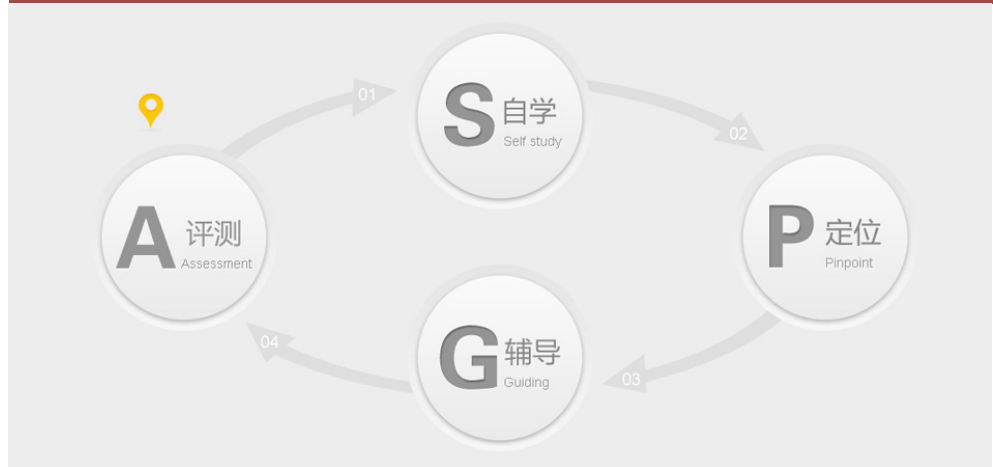 01
S 自学
Self study
02
A 评测
Assessment
P 定位
Pinpoint
04
G 辅导
Guiding
03